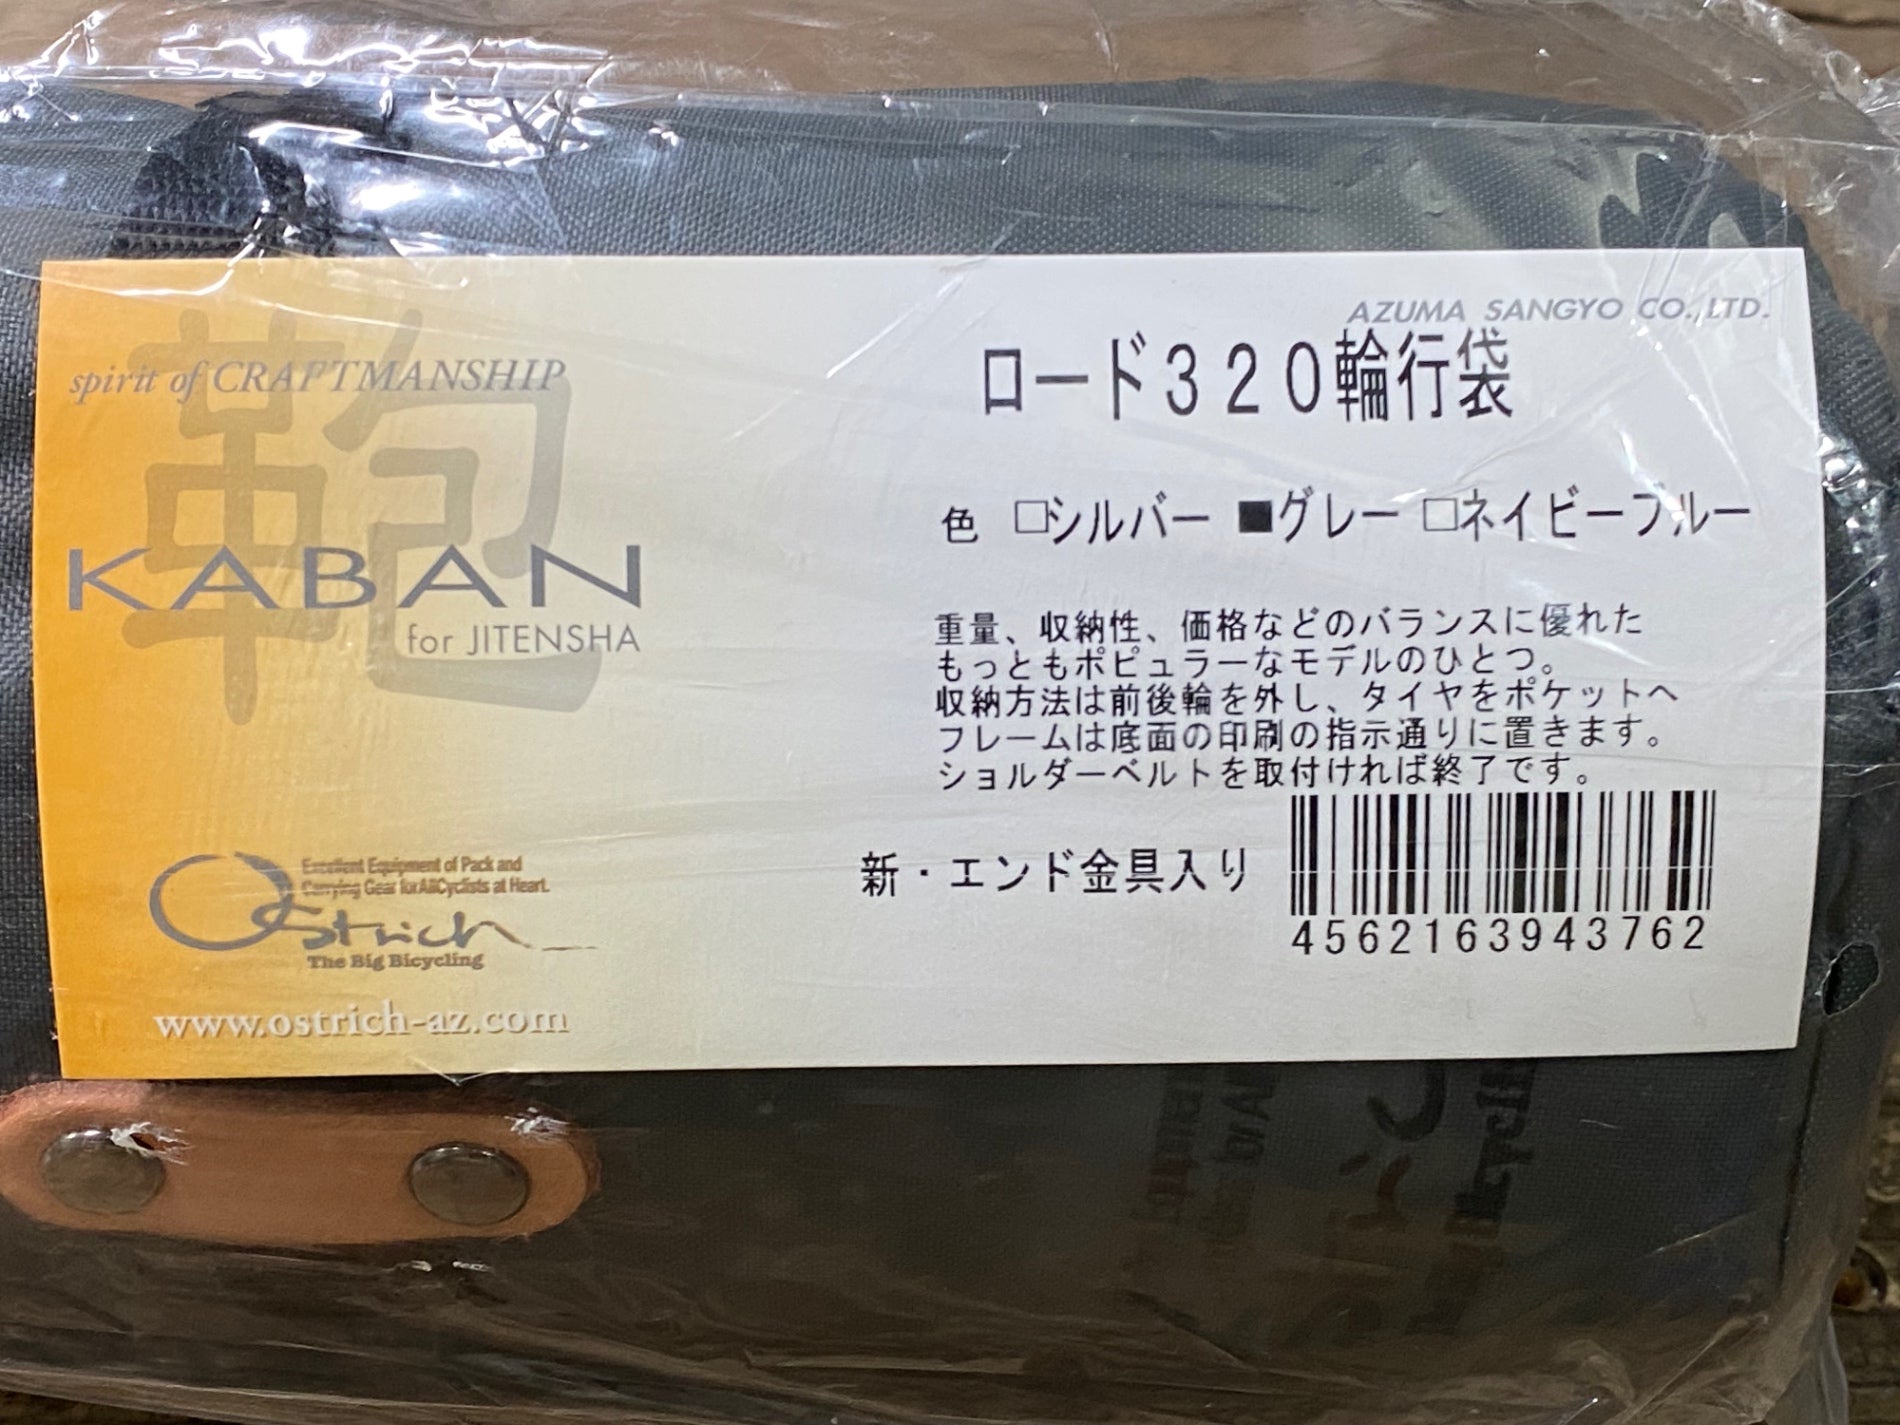 鞄
spirit of CRAFTMANSHIP
KABAN
for JITENSHA
Excellent Equipment of Pack and
Carrying Gear for All Cyclists at Heart.
Ostrich
The Big Bicycling
www.ostrich-az.com
AZUMA SANGYO CO.,LTD.
ロード320輪行袋
色 □シルバー ■グレー □ネイビーブルー
重量、収納性、価格などのバランスに優れた
もっともポピュラーなモデルのひとつ。
収納方法は前後輪を外し、タイヤをポケットへ
フレームは底面の印刷の指示通りに置きます。
ショルダーベルトを取付ければ終了です。
新・エンド金具入り
4562163943762